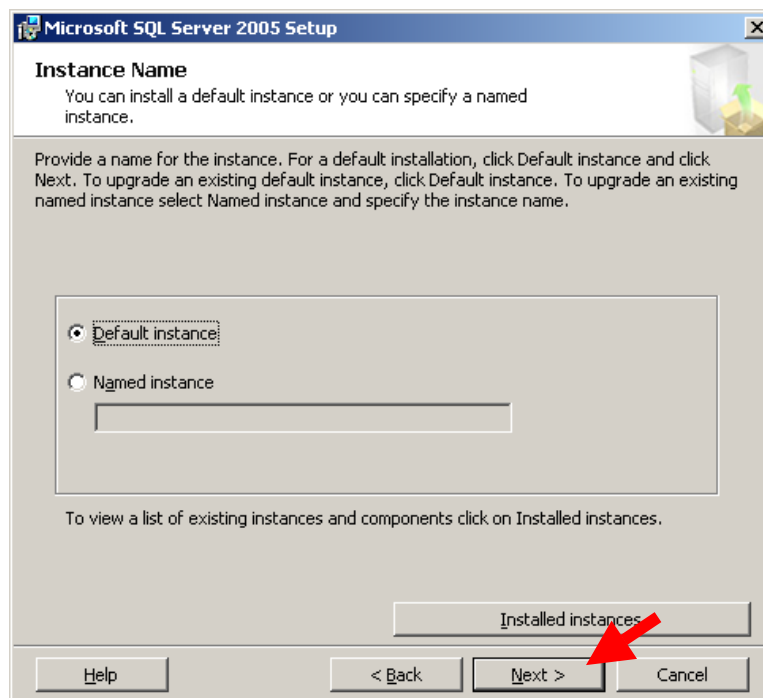 Microsoft SQL Server 2005 Setup
Instance Name
You can install a default instance or you can specify a named
instance.
Provide a name for the instance. For a default installation, click Default instance and click
Next. To upgrade an existing default instance, click Default instance. To upgrade an existing
named instance select Named instance and specify the instance name.
Default instance
Named instance
To view a list of existing instances and components click on Installed instances.
Installed instances
Help
< Back
Next >
Cancel